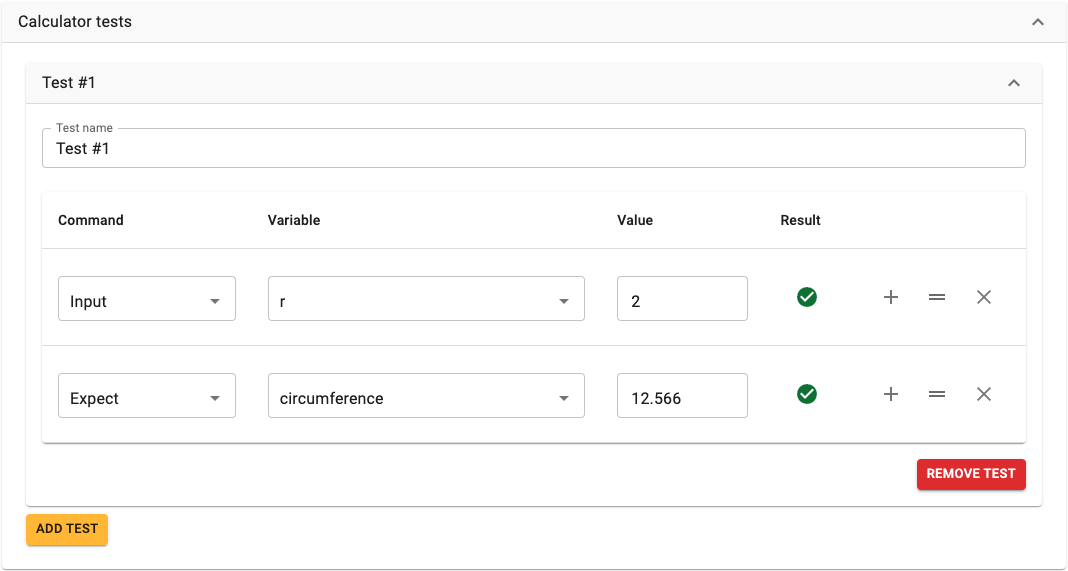 Calculator tests
Test #1
Test name
Test #1
Command Variable Value Result
Input r 2
Expect circumference 12.566
REMOVE TEST
ADD TEST